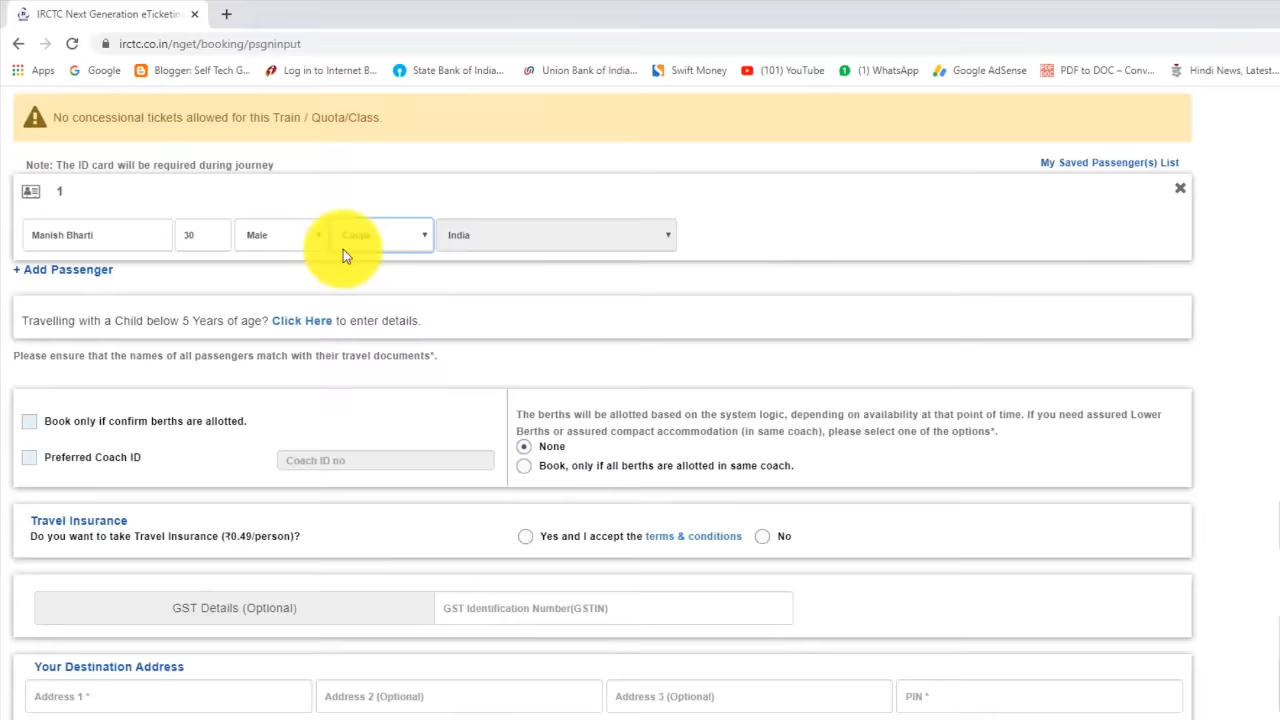 IRCTC Next Generation eTicketin
irctc.co.in/nget/booking/psgninput
Apps Google Blogger: Self Tech G... Log in to Internet B... State Bank of India... Union Bank of India... Swift Money (101) YouTube (1) WhatsApp Google AdSense PDF to DOC – Conv... Hindi News, Latest...
No concessional tickets allowed for this Train / Quota/Class.
Note: The ID card will be required during journey
My Saved Passenger(s) List
1
Manish Bharti 30 Male Coupe India
+ Add Passenger
Travelling with a Child below 5 Years of age? Click Here to enter details.
Please ensure that the names of all passengers match with their travel documents*.
Book only if confirm berths are allotted.
Preferred Coach ID Coach ID no
The berths will be allotted based on the system logic, depending on availability at that point of time. If you need assured Lower
Berths or assured compact accommodation (in same coach), please select one of the options*.
None
Book, only if all berths are allotted in same coach.
Travel Insurance
Do you want to take Travel Insurance (₹0.49/person)? Yes and I accept the terms & conditions No
GST Details (Optional) GST Identification Number(GSTIN)
Your Destination Address
Address 1 * Address 2 (Optional) Address 3 (Optional) PIN *